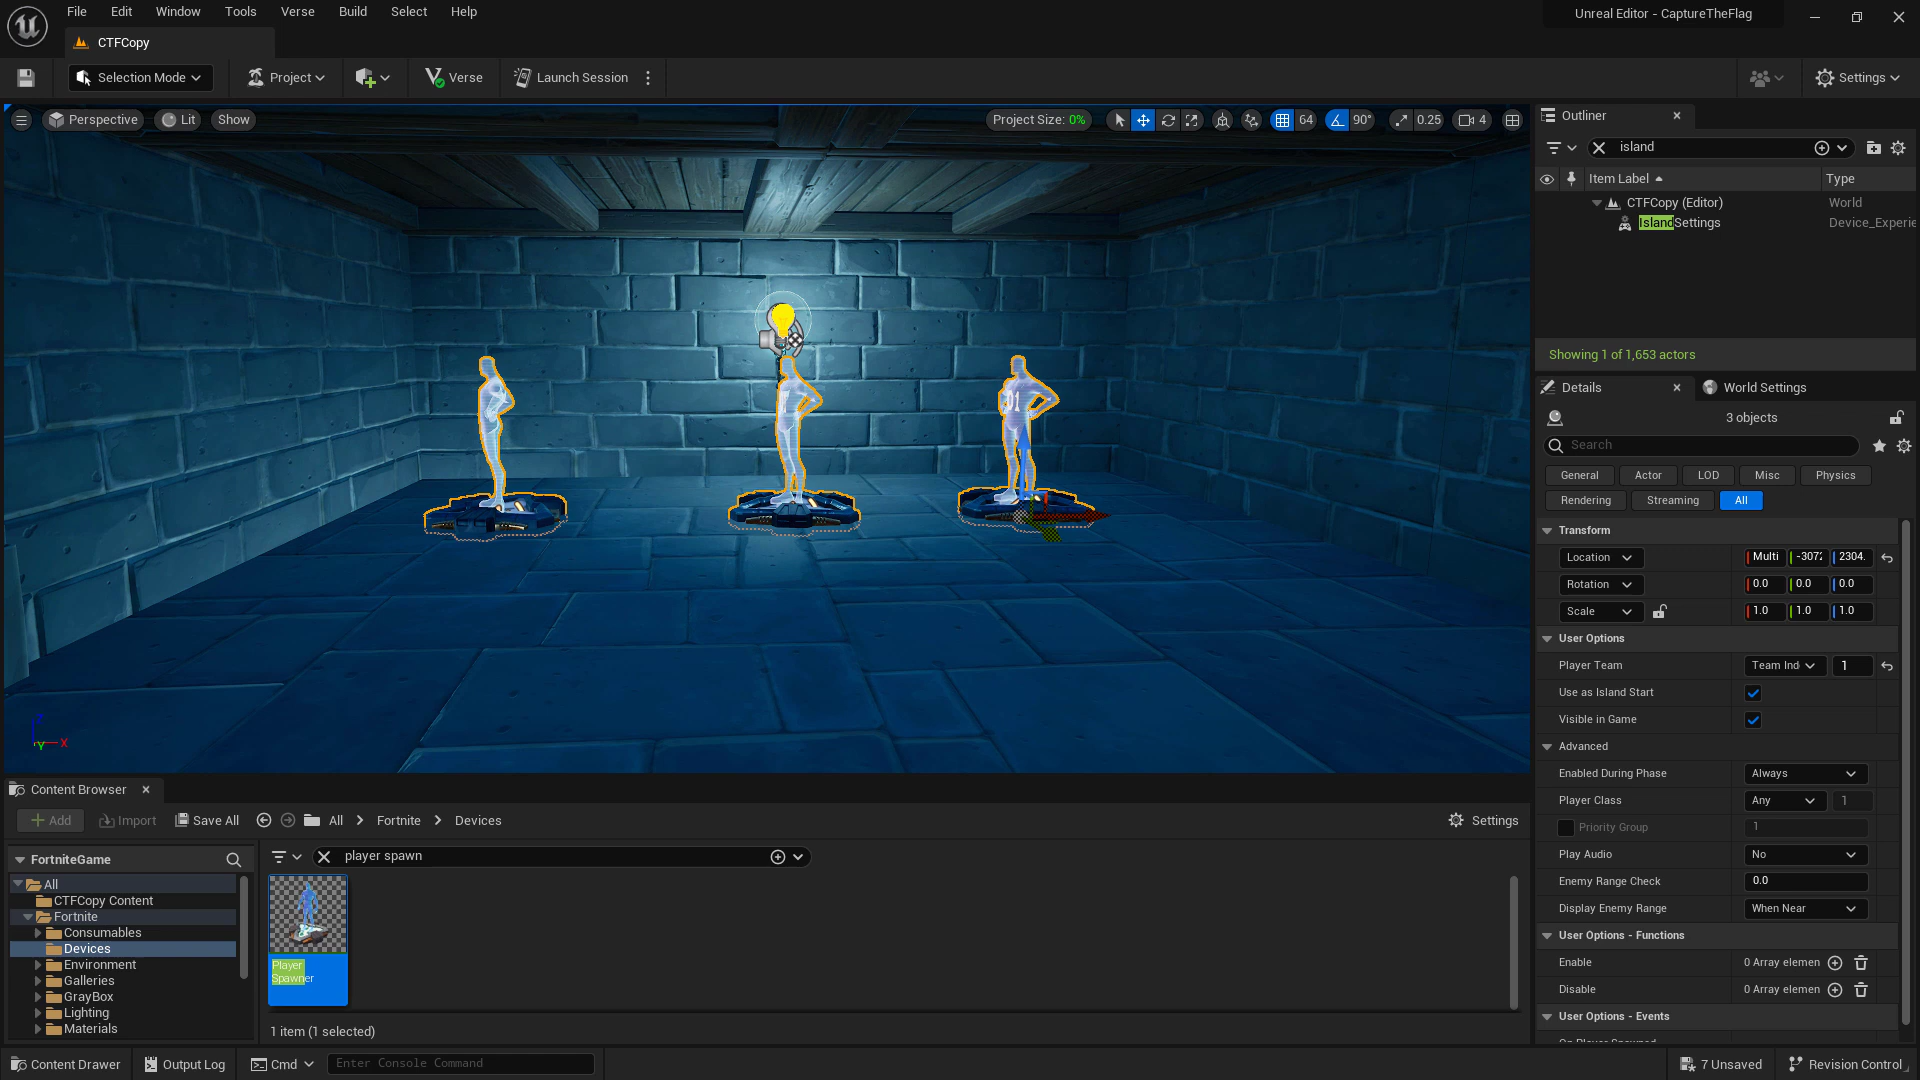 File Edit Window Tools Verse Build Select Help
Unreal Editor - CaptureTheFlag
CTFCopy
Selection Mode
Project
Verse
Launch Session
Settings
Perspective
Lit
Show
Project Size: 0%
64
90°
0.25
4
01
X
Y
Outliner
island
Item Label
Type
CTFCopy (Editor)
World
IslandSettings
Device_Experie
Showing 1 of 1,653 actors
Details
World Settings
3 objects
Search
General
Actor
LOD
Misc
Physics
Rendering
Streaming
All
Transform
Location
Multi
-3072
2304.
Rotation
0.0
0.0
0.0
Scale
1.0
1.0
1.0
User Options
Player Team
Team Ind
1
Use as Island Start
Visible in Game
Advanced
Enabled During Phase
Always
Player Class
Any
1
Priority Group
1
Play Audio
No
Enemy Range Check
0.0
Display Enemy Range
When Near
User Options - Functions
Enable
0 Array elemen
Disable
0 Array elemen
User Options - Events
On Player Spawned
Content Browser
Add
Import
Save All
All
Fortnite
Devices
Settings
FortniteGame
All
CTFCopy Content
Fortnite
Consumables
Devices
Environment
Galleries
GrayBox
Lighting
Materials
player spawn
Player
Spawner
1 item (1 selected)
Content Drawer
Output Log
Cmd
Enter Console Command
7 Unsaved
Revision Control